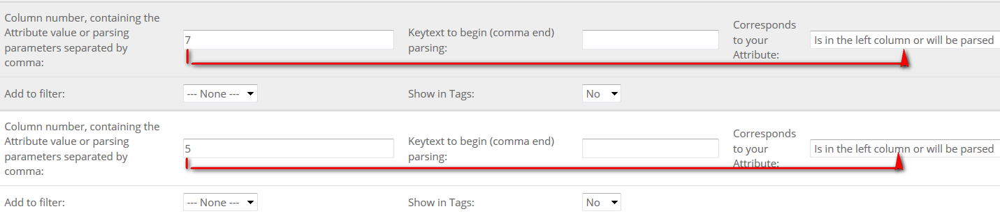 Column number, containing the
Attribute value or parsing
parameters separated by
comma:
7
Keytext to begin (comma end)
parsing:
Corresponds
to your
Attribute:
Is in the left column or will be parsed
Add to filter:
--- None ---
Show in Tags:
No
Column number, containing the
Attribute value or parsing
parameters separated by
comma:
5
Keytext to begin (comma end)
parsing:
Corresponds
to your
Attribute:
Is in the left column or will be parsed
Add to filter:
--- None ---
Show in Tags:
No